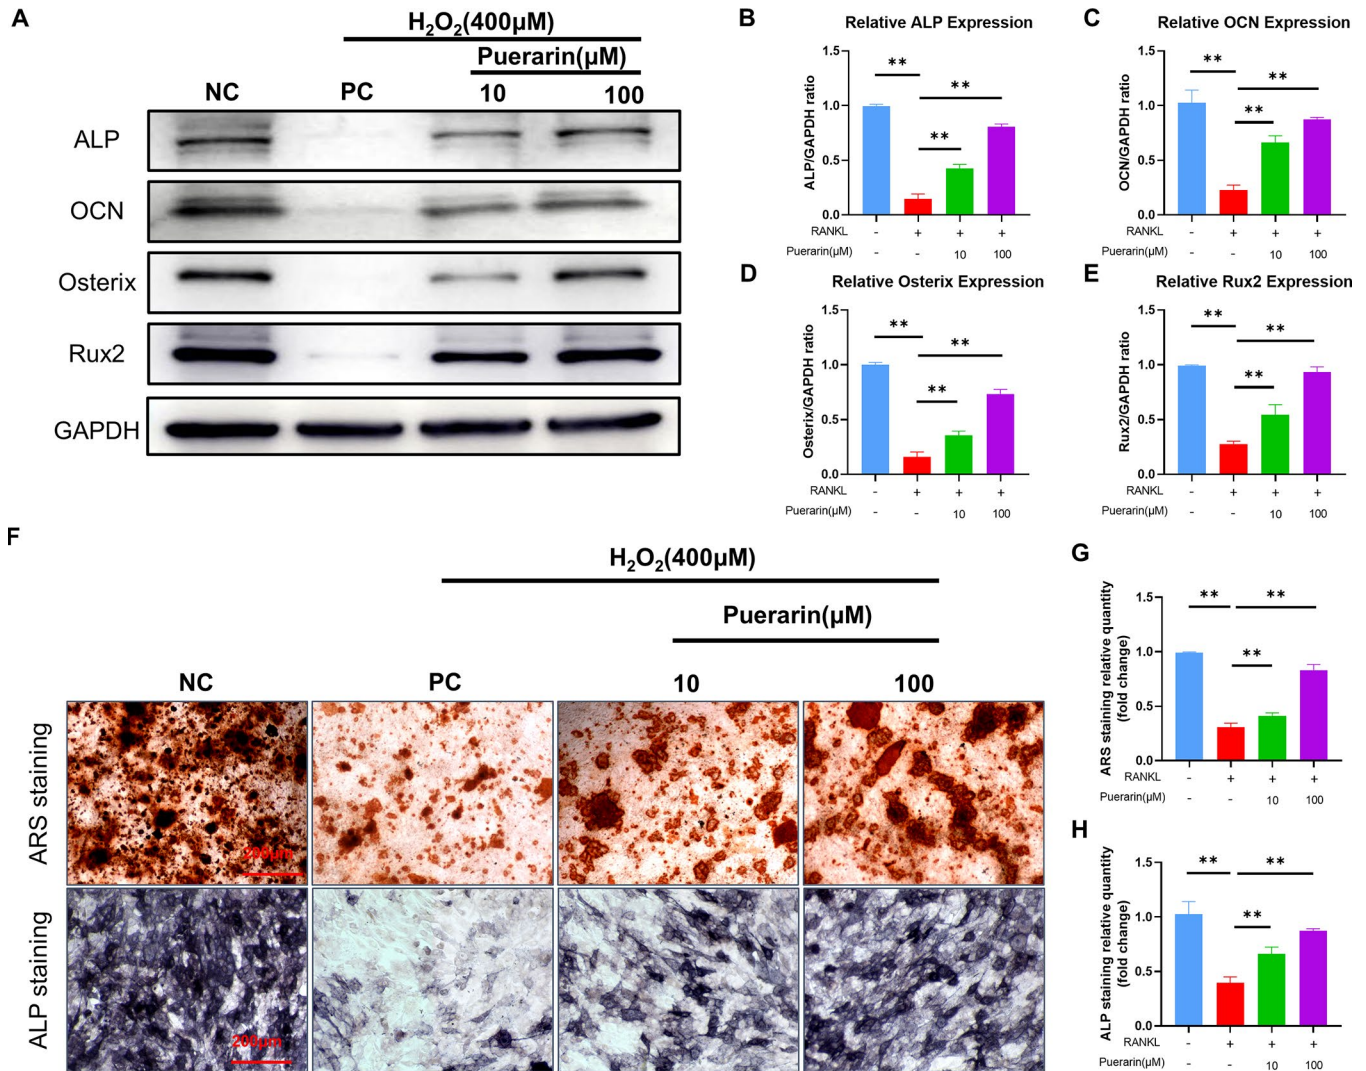 A
H₂O₂(400μM)
Puerarin(μM)
NC PC 10 100
ALP
OCN
Osterix
Rux2
GAPDH
B
Relative ALP Expression
ALP/GAPDH ratio
1.5
1.0
0.5
0.0
** ** **
RANKL - + + +
Puerarin(μM) - - 10 100
C
Relative OCN Expression
OCN/GAPDH ratio
1.5
1.0
0.5
0.0
** ** **
RANKL - + + +
Puerarin(μM) - - 10 100
D
Relative Osterix Expression
Osterix/GAPDH ratio
1.5
1.0
0.5
0.0
** ** **
RANKL - + + +
Puerarin(μM) - - 10 100
E
Relative Rux2 Expression
Rux2/GAPDH ratio
1.5
1.0
0.5
0.0
** ** **
RANKL - + + +
Puerarin(μM) - - 10 100
F
H₂O₂(400μM)
Puerarin(μM)
NC PC 10 100
ARS staining
200μm
ALP staining
200μm
G
ARS staining relative quantity
(fold change)
1.5
1.0
0.5
0.0
** ** **
RANKL - + + +
Puerarin(μM) - - 10 100
H
ALP staining relative quantity
(fold change)
1.5
1.0
0.5
0.0
** ** **
RANKL - + + +
Puerarin(μM) - - 10 100